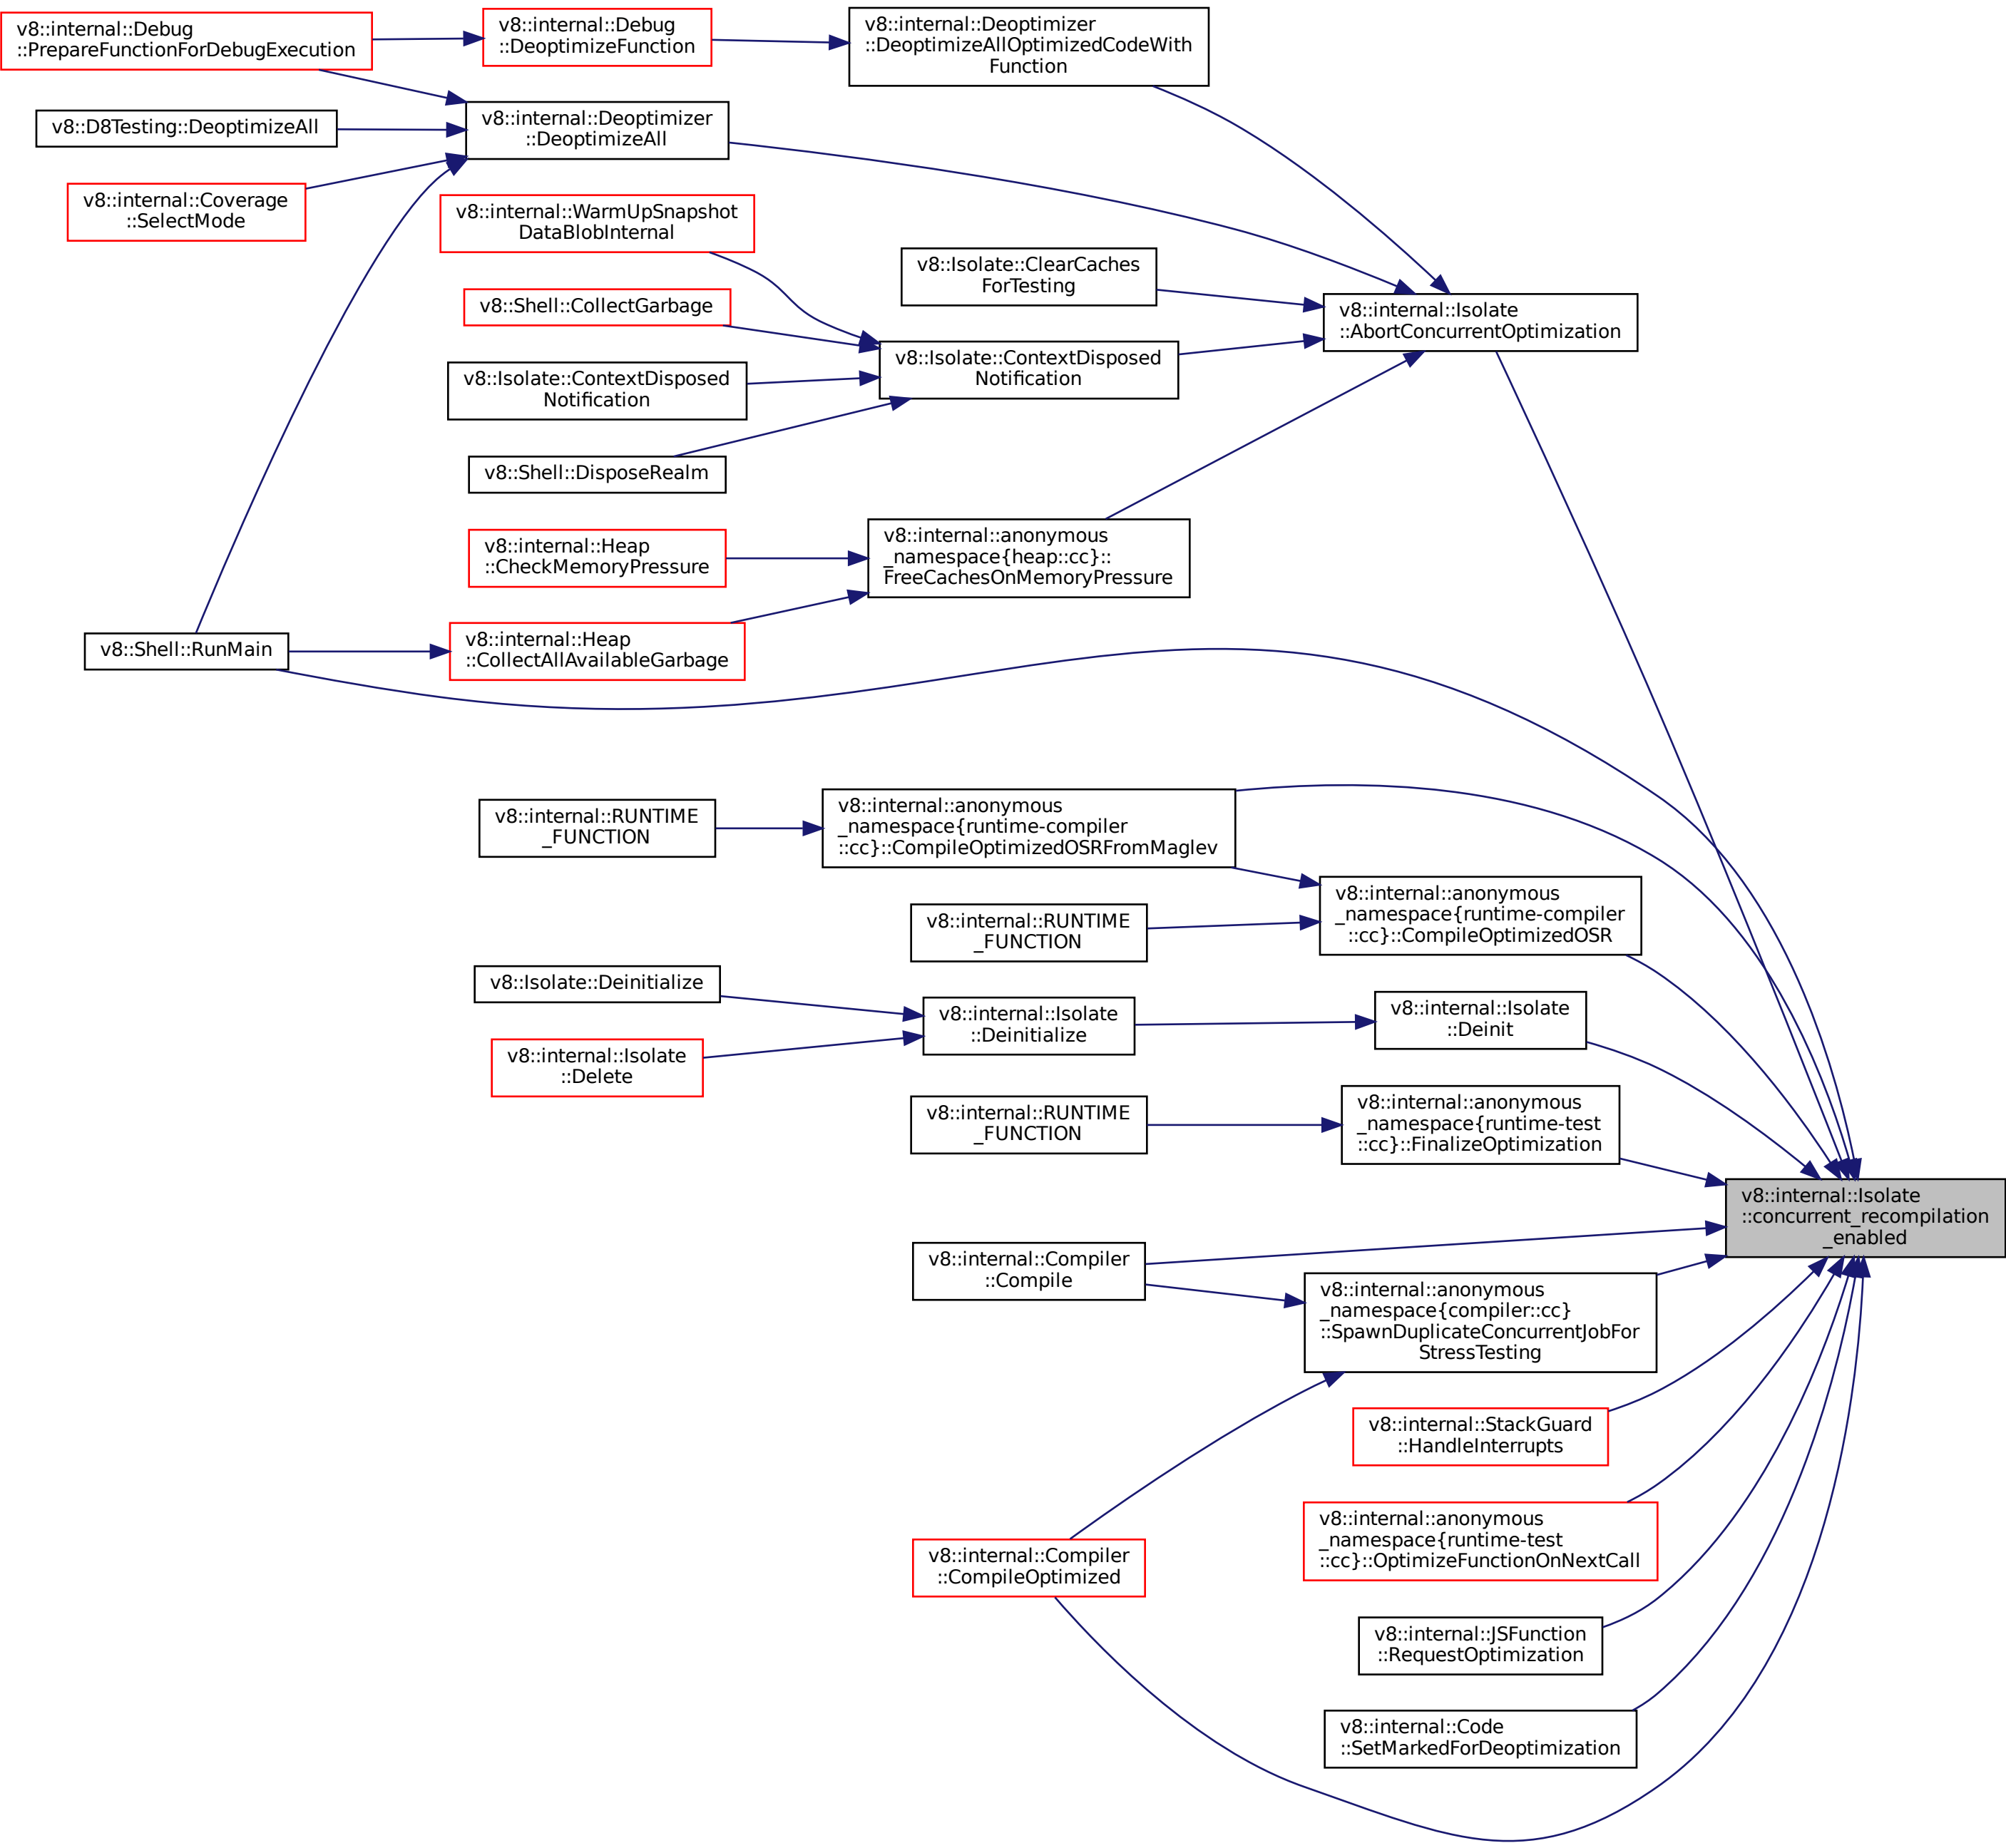 v8::internal::Debug
::PrepareFunctionForDebugExecution
v8::internal::Debug
::DeoptimizeFunction
v8::internal::Deoptimizer
::DeoptimizeAllOptimizedCodeWith
Function
v8::D8Testing::DeoptimizeAll
v8::internal::Deoptimizer
::DeoptimizeAll
v8::internal::Coverage
::SelectMode
v8::internal::WarmUpSnapshot
DataBlobInternal
v8::Isolate::ClearCaches
ForTesting
v8::Shell::CollectGarbage
v8::internal::Isolate
::AbortConcurrentOptimization
v8::Isolate::ContextDisposed
Notification
v8::Isolate::ContextDisposed
Notification
v8::Shell::DisposeRealm
v8::internal::Heap
::CheckMemoryPressure
v8::internal::anonymous
_namespace{heap::cc}::
FreeCachesOnMemoryPressure
v8::Shell::RunMain
v8::internal::Heap
::CollectAllAvailableGarbage
v8::internal::RUNTIME
_FUNCTION
v8::internal::anonymous
_namespace{runtime-compiler
::cc}::CompileOptimizedOSRFromMaglev
v8::internal::RUNTIME
_FUNCTION
v8::internal::anonymous
_namespace{runtime-compiler
::cc}::CompileOptimizedOSR
v8::Isolate::Deinitialize
v8::internal::Isolate
::Deinitialize
v8::internal::Isolate
::Deinit
v8::internal::Isolate
::Delete
v8::internal::RUNTIME
_FUNCTION
v8::internal::anonymous
_namespace{runtime-test
::cc}::FinalizeOptimization
v8::internal::Isolate
::concurrent_recompilation
_enabled
v8::internal::Compiler
::Compile
v8::internal::anonymous
_namespace{compiler::cc}
::SpawnDuplicateConcurrentJobFor
StressTesting
v8::internal::StackGuard
::HandleInterrupts
v8::internal::anonymous
_namespace{runtime-test
::cc}::OptimizeFunctionOnNextCall
v8::internal::Compiler
::CompileOptimized
v8::internal::JSFunction
::RequestOptimization
v8::internal::Code
::SetMarkedForDeoptimization